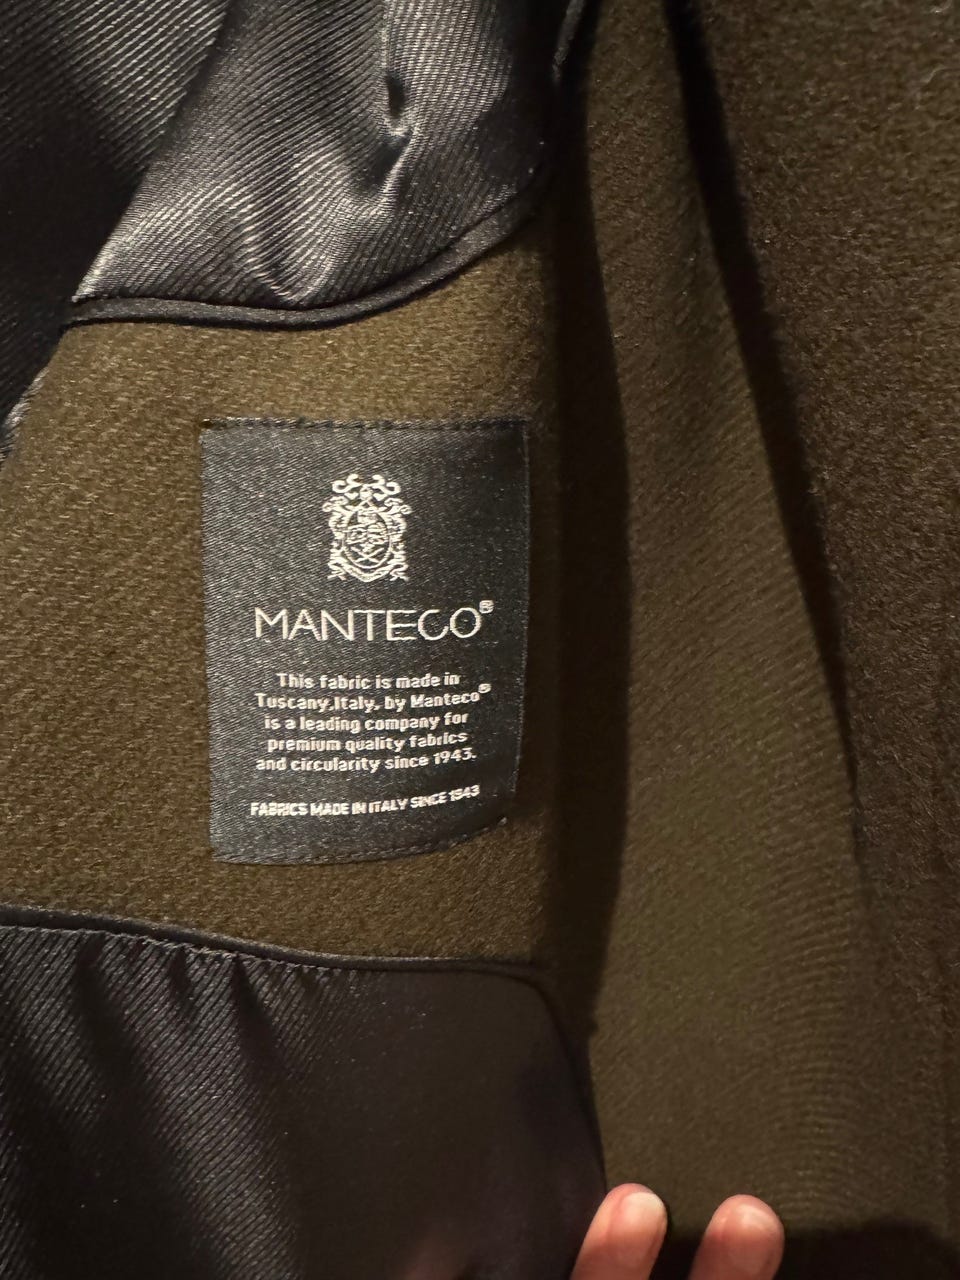 MANTECO®
This fabric is made in
Tuscany,Italy, by Manteco®
is a leading company for
premium quality fabrics
and circularity since 1943.
FABRICS MADE IN ITALY SINCE 1943